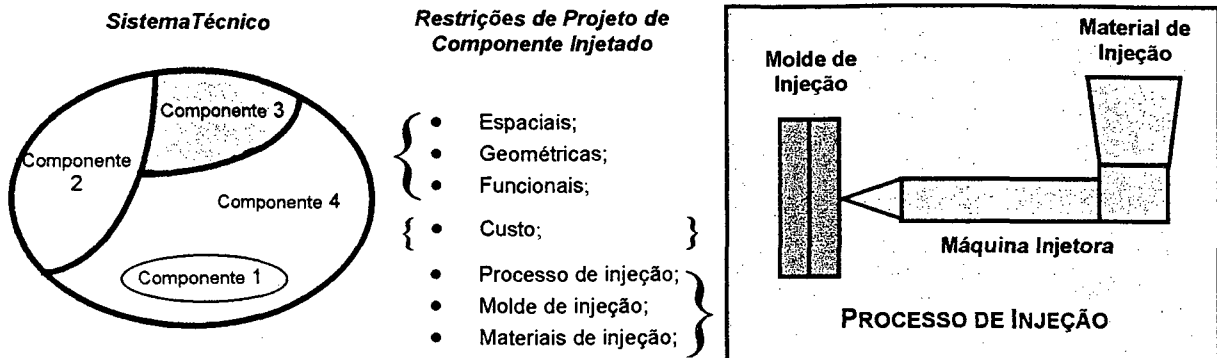 SistemaTécnico
Componente 3
Componente
2
Componente 4
Componente 1
Restrições de Projeto de
Componente Injetado
• Espaciais;
• Geométricas;
• Funcionais;
• Custo;
• Processo de injeção;
• Molde de injeção;
• Materiais de injeção;
Molde de
Injeção
Material de
Injeção
Máquina Injetora
PROCESSO DE INJEÇÃO